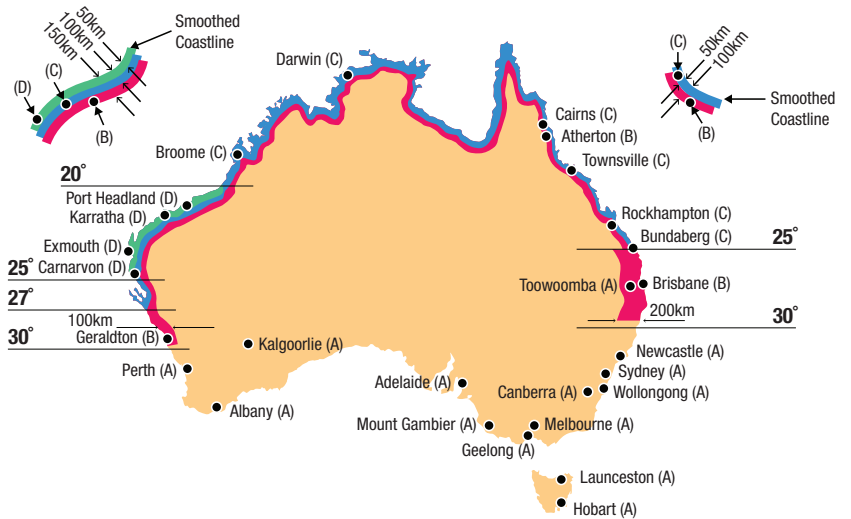 50km
100km
150km
Smoothed
Coastline
(C)
(D)
(B)
Darwin (C)
(C)
50km
100km
Smoothed
Coastline
(B)
Broome (C)
Cairns (C)
Atherton (B)
Townsville (C)
20°
Port Headland (D)
Karratha (D)
Rockhampton (C)
Bundaberg (C)
25°
Exmouth (D)
Carnarvon (D)
25°
27°
Toowoomba (A)
Brisbane (B)
100km
200km
30°
Geraldton (B)
30°
Kalgoorlie (A)
Perth (A)
Newcastle (A)
Sydney (A)
Adelaide (A)
Canberra (A)
Wollongong (A)
Albany (A)
Mount Gambier (A)
Melbourne (A)
Geelong (A)
Launceston (A)
Hobart (A)